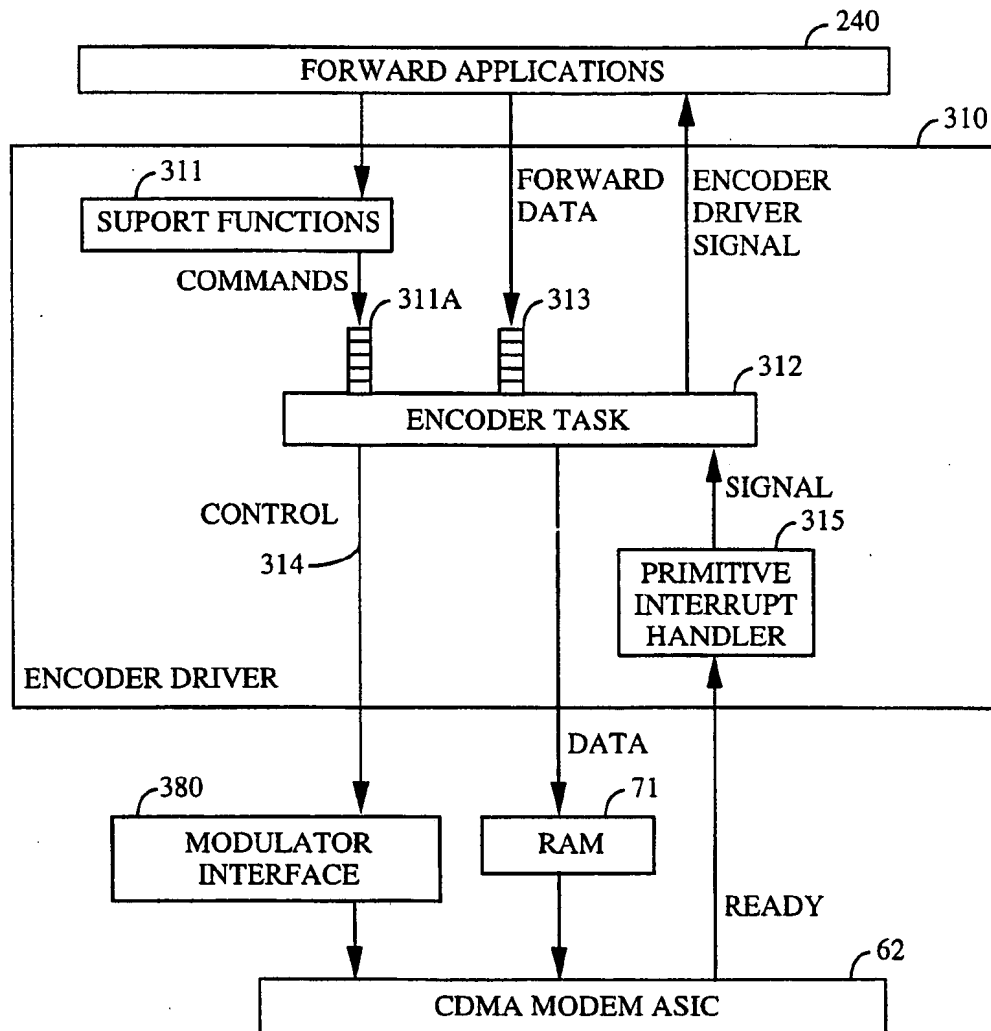 240
FORWARD APPLICATIONS
310
311
SUPORT FUNCTIONS
FORWARD
DATA
ENCODER
DRIVER
SIGNAL
COMMANDS
311A
313
312
ENCODER TASK
SIGNAL
CONTROL
314
315
PRIMITIVE
INTERRUPT
HANDLER
ENCODER DRIVER
DATA
380
71
MODULATOR
INTERFACE
RAM
READY
62
CDMA MODEM ASIC